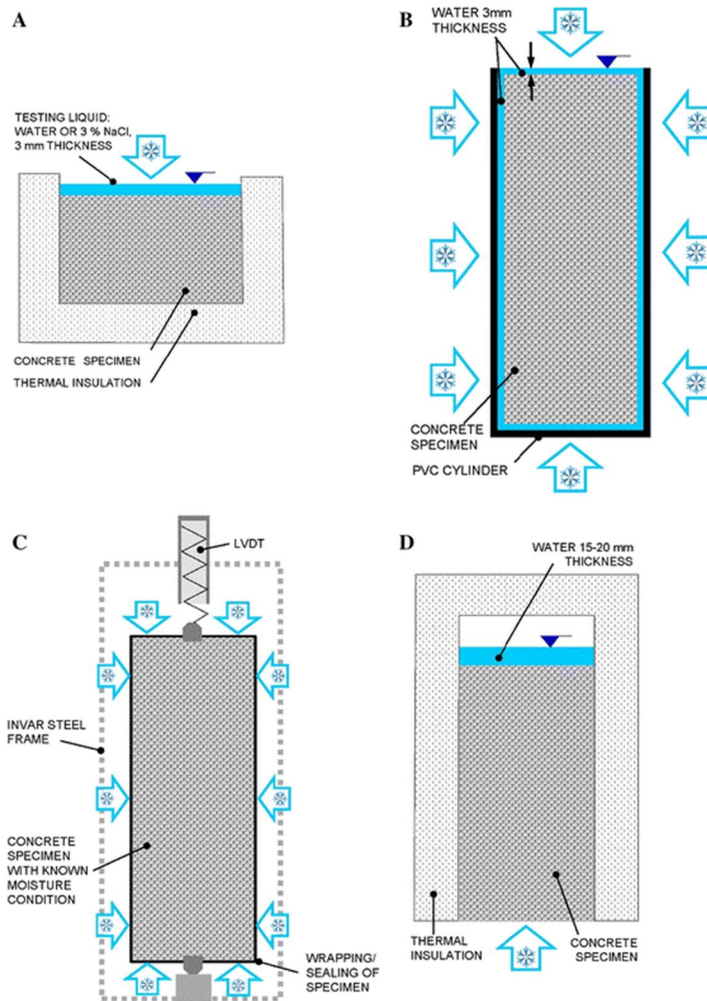 A
TESTING LIQUID:
WATER OR 3 % NaCl,
3 mm THICKNESS
CONCRETE SPECIMEN
THERMAL INSULATION
B
WATER 3mm
THICKNESS
CONCRETE
SPECIMEN
PVC CYLINDER
C
LVDT
INVAR STEEL
FRAME
CONCRETE
SPECIMEN
WITH KNOWN
MOISTURE
CONDITION
WRAPPING/
SEALING OF
SPECIMEN
D
WATER 15-20 mm
THICKNESS
THERMAL
INSULATION
CONCRETE
SPECIMEN